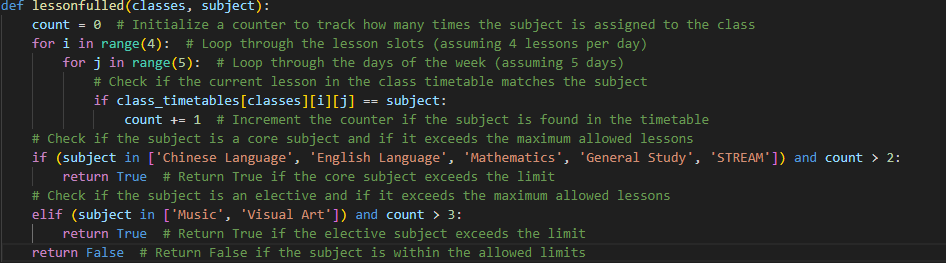 def lessonfulled(classes, subject):
    count = 0  # Initialize a counter to track how many times the subject is assigned to the class
    for i in range(4):  # Loop through the lesson slots (assuming 4 lessons per day)
        for j in range(5):  # Loop through the days of the week (assuming 5 days)
            # Check if the current lesson in the class timetable matches the subject
            if class_timetables[classes][i][j] == subject:
                count += 1  # Increment the counter if the subject is found in the timetable
    # Check if the subject is a core subject and if it exceeds the maximum allowed lessons
    if (subject in ['Chinese Language', 'English Language', 'Mathematics', 'General Study', 'STREAM']) and count > 2:
        return True  # Return True if the core subject exceeds the limit
    # Check if the subject is an elective and if it exceeds the maximum allowed lessons
    elif (subject in ['Music', 'Visual Art']) and count > 3:
        return True  # Return True if the elective subject exceeds the limit
    return False  # Return False if the subject is within the allowed limits